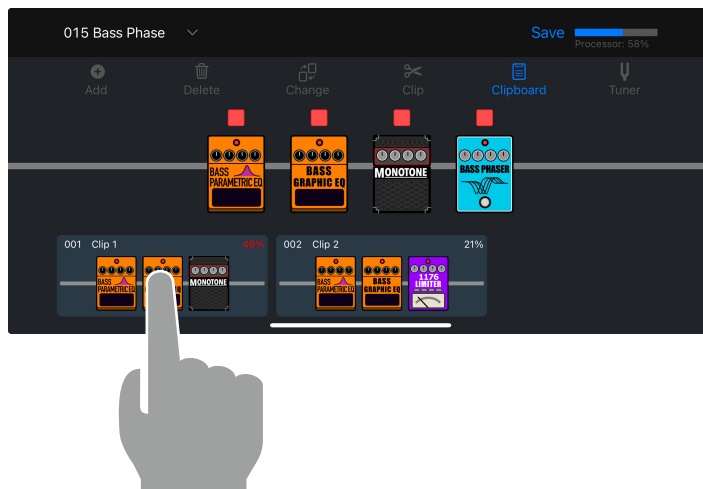 015 Bass Phase
Save
Processor: 58%
Add
Delete
Change
Clip
Clipboard
Tuner
BASS
PARAMETRIC EQ
BASS
GRAPHIC EQ
MONOTONE
BASS PHASER
001 Clip 1 49%
002 Clip 2 21%
BASS
PARAMETRIC EQ
MONOTONE
BASS
PARAMETRIC EQ
BASS
GRAPHIC EQ
1176
LIMITER